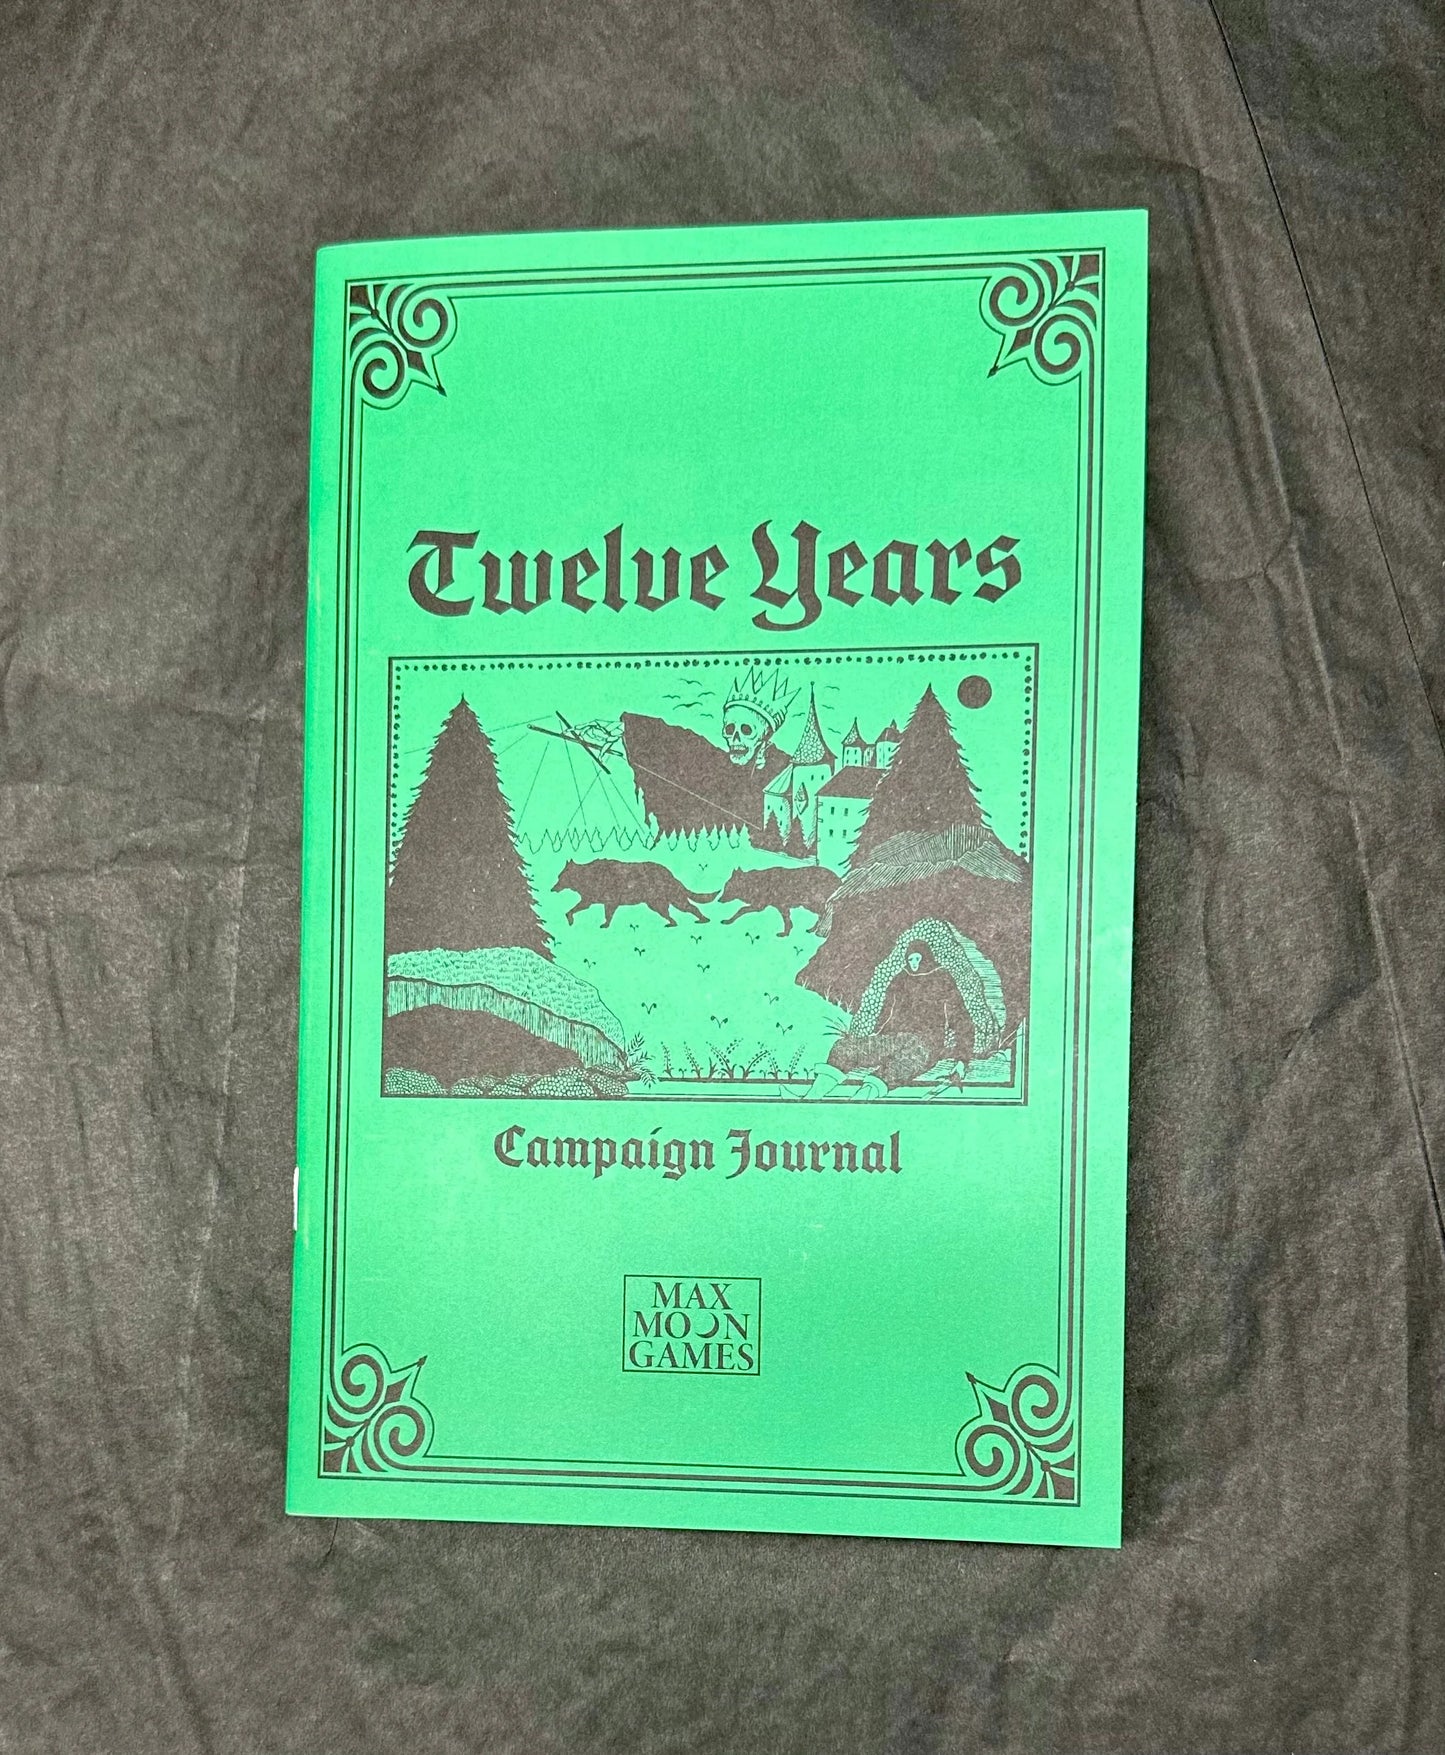 Twelve Years
Campaign Journal
MAX
MOON
GAMES